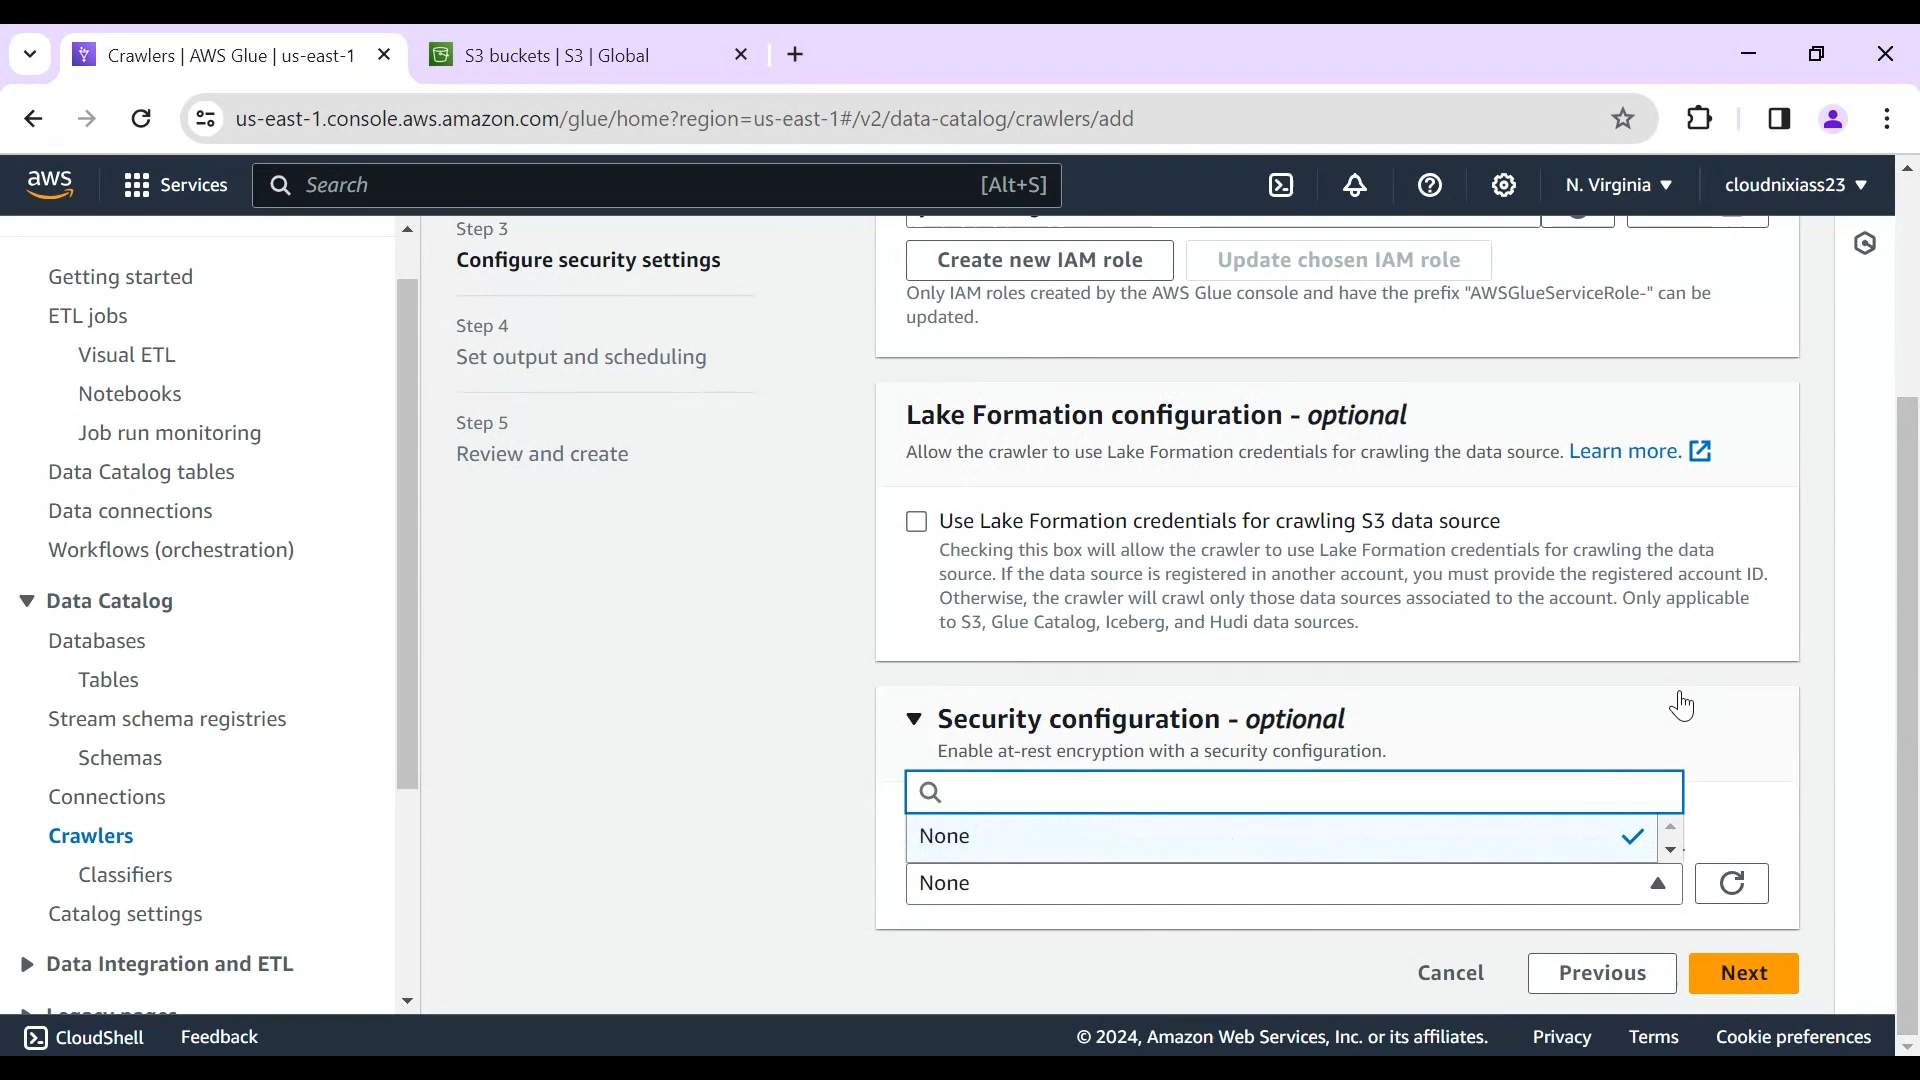 Crawlers | AWS Glue | us-east-1
S3 buckets | S3 | Global
us-east-1.console.aws.amazon.com/glue/home?region=us-east-1#/v2/data-catalog/crawlers/add
aws
Services
Search
[Alt+S]
N. Virginia
cloudnixiass23
Getting started
ETL jobs
Visual ETL
Notebooks
Job run monitoring
Data Catalog tables
Data connections
Workflows (orchestration)
Data Catalog
Databases
Tables
Stream schema registries
Schemas
Connections
Crawlers
Classifiers
Catalog settings
Data Integration and ETL
Legacy pages
Step 3
Configure security settings
Step 4
Set output and scheduling
Step 5
Review and create
Create new IAM role
Update chosen IAM role
Only IAM roles created by the AWS Glue console and have the prefix "AWSGlueServiceRole-" can be
updated.
Lake Formation configuration - optional
Allow the crawler to use Lake Formation credentials for crawling the data source. Learn more.
Use Lake Formation credentials for crawling S3 data source
Checking this box will allow the crawler to use Lake Formation credentials for crawling the data
source. If the data source is registered in another account, you must provide the registered account ID.
Otherwise, the crawler will crawl only those data sources associated to the account. Only applicable
to S3, Glue Catalog, Iceberg, and Hudi data sources.
Security configuration - optional
Enable at-rest encryption with a security configuration.
None
None
Cancel
Previous
Next
CloudShell
Feedback
© 2024, Amazon Web Services, Inc. or its affiliates.
Privacy
Terms
Cookie preferences